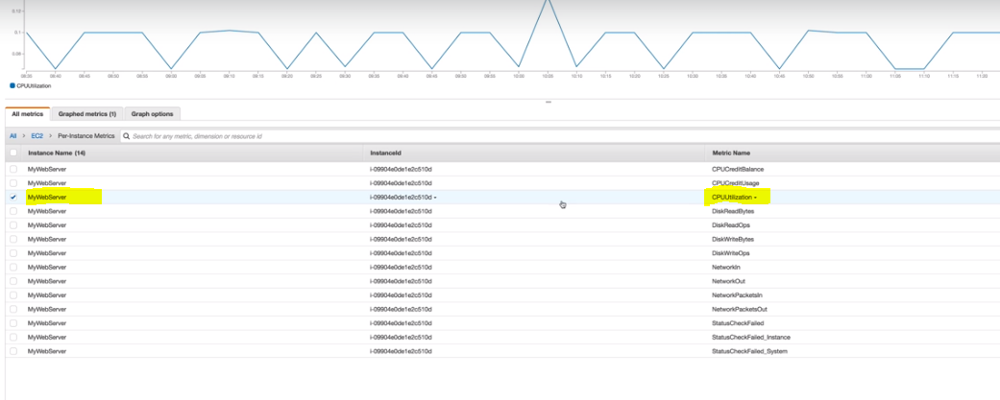 0.13
0.1
0.08
08:35 08:40 08:45 08:50 08:55 09:00 09:05 09:10 09:15 09:20 09:25 09:30 09:35 09:40 09:45 09:50 09:55 10:00 10:05 10:10 10:15 10:20 10:25 10:30 10:35 10:40 10:45 10:50 10:55 11:00 11:05 11:10 11:15 11:20
CPUUtilization
All metrics Graphed metrics (1) Graph options
All > EC2 > Per-Instance Metrics Search for any metric, dimension or resource id
Instance Name (14) InstanceId Metric Name
MyWebServer i-09904e0de1e2c510d CPUCreditBalance
MyWebServer i-09904e0de1e2c510d CPUCreditUsage
MyWebServer i-09904e0de1e2c510d CPUUtilization
MyWebServer i-09904e0de1e2c510d DiskReadBytes
MyWebServer i-09904e0de1e2c510d DiskReadOps
MyWebServer i-09904e0de1e2c510d DiskWriteBytes
MyWebServer i-09904e0de1e2c510d DiskWriteOps
MyWebServer i-09904e0de1e2c510d NetworkIn
MyWebServer i-09904e0de1e2c510d NetworkOut
MyWebServer i-09904e0de1e2c510d NetworkPacketsIn
MyWebServer i-09904e0de1e2c510d NetworkPacketsOut
MyWebServer i-09904e0de1e2c510d StatusCheckFailed
MyWebServer i-09904e0de1e2c510d StatusCheckFailed_Instance
MyWebServer i-09904e0de1e2c510d StatusCheckFailed_System